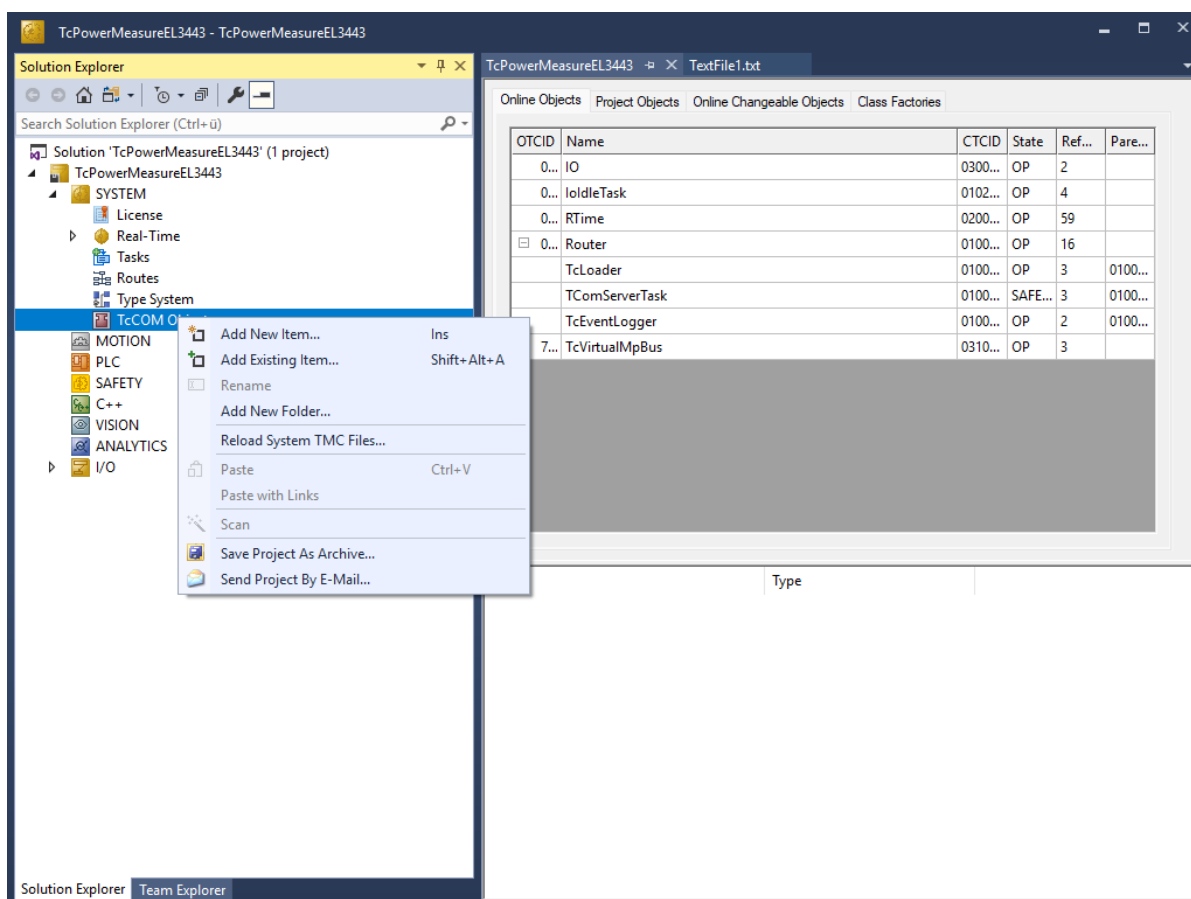 TcPowerMeasureEL3443 - TcPowerMeasureEL3443
Solution Explorer
Search Solution Explorer (Ctrl+ü)
Solution 'TcPowerMeasureEL3443' (1 project)
TcPowerMeasureEL3443
SYSTEM
License
Real-Time
Tasks
Routes
Type System
TcCOM
MOTION
PLC
SAFETY
C++
VISION
ANALYTICS
I/O
Add New Item... Ins
Add Existing Item... Shift+Alt+A
Rename
Add New Folder...
Reload System TMC Files...
Paste Ctrl+V
Paste with Links
Scan
Save Project As Archive...
Send Project By E-Mail...
Solution Explorer Team Explorer
TcPowerMeasureEL3443 TextFile1.txt
Online Objects Project Objects Online Changeable Objects Class Factories
OTCID Name CTCID State Ref... Pare...
0... IO 0300... OP 2
0... IoIdleTask 0102... OP 4
0... RTime 0200... OP 59
0... Router 0100... OP 16
TcLoader 0100... OP 3 0100...
TComServerTask 0100... SAFE... 3 0100...
TcEventLogger 0100... OP 2 0100...
7... TcVirtualMpBus 0310... OP 3
Type